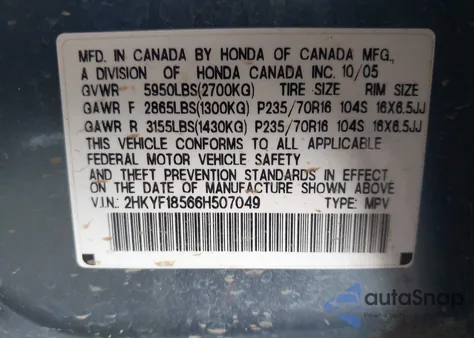 MFD. IN CANADA BY HONDA OF CANADA MFG.,
A DIVISION OF HONDA CANADA INC. 10/05
GVWR 5950LBS(2700KG) TIRE SIZE RIM SIZE
GAWR F 2865LBS(1300KG) P235/70R16 104S 16X6.5JJ
GAWR R 3155LBS(1430KG) P235/70R16 104S 16X6.5JJ
THIS VEHICLE CONFORMS TO ALL APPLICABLE
FEDERAL MOTOR VEHICLE SAFETY
AND THEFT PREVENTION STANDARDS IN EFFECT ON
DATE OF MANUFACTURE SHOWN ABOVE
V.I.N.: 2HKYF18566H507049 TYPE: MPV
autoSnap